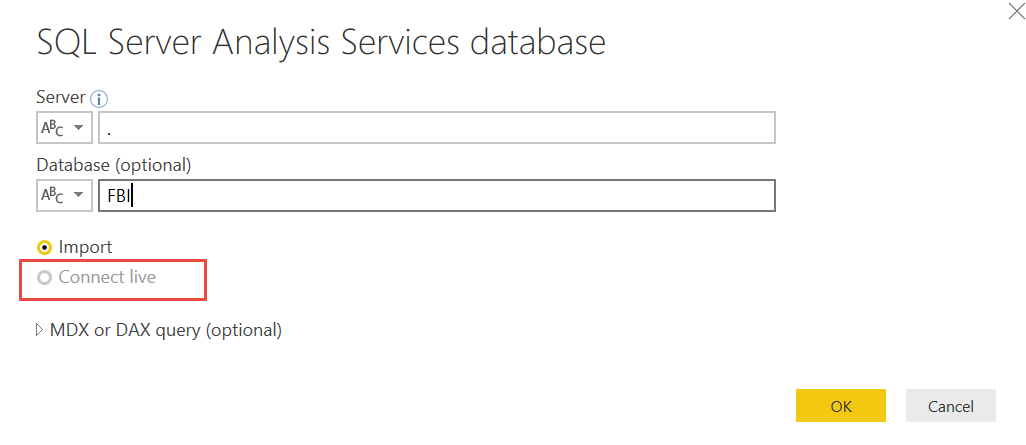 SQL Server Analysis Services database
Server
ABC
.
Database (optional)
ABC
FBI
Import
Connect live
MDX or DAX query (optional)
OK Cancel